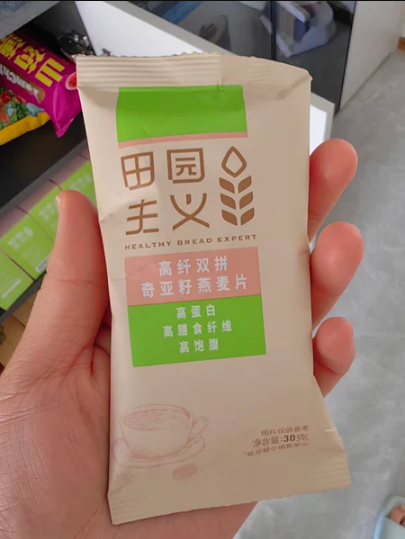 田园
主义
HEALTHY BREAD EXPERT
高纤双拼
奇亚籽燕麦片
高蛋白
高膳食纤维
高饱腹
图片仅供参考
净含量:30克